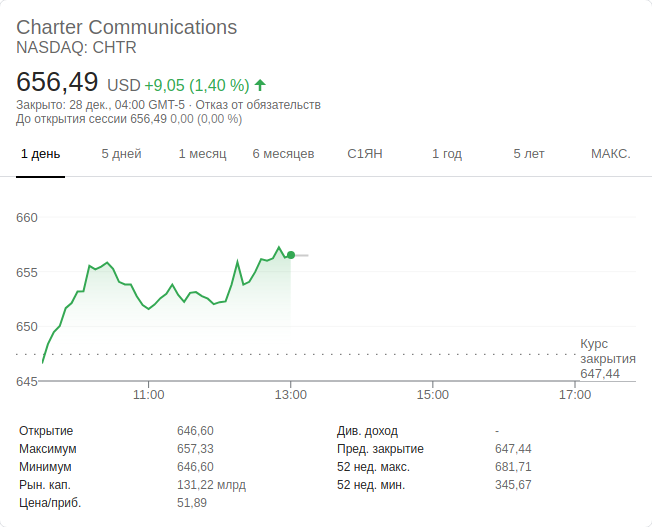 Charter Communications
NASDAQ: CHTR
656,49 USD +9,05 (1,40 %)
Закрыто: 28 дек., 04:00 GMT-5 · Отказ от обязательств
До открытия сессии 656,49 0,00 (0,00 %)
1 день 5 дней 1 месяц 6 месяцев С1ЯН 1 год 5 лет МАКС.
660
655
650
Курс
закрытия
647,44
645
11:00 13:00 15:00 17:00
Открытие 646,60 Див. доход -
Максимум 657,33 Пред. закрытие 647,44
Минимум 646,60 52 нед. макс. 681,71
Рын. кап. 131,22 млрд 52 нед. мин. 345,67
Цена/приб. 51,89